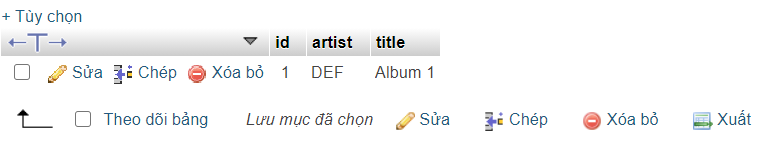 + Tùy chọn
←T→ id artist title
Sửa Chép Xóa bỏ 1 DEF Album 1
Theo dõi bảng Lưu mục đã chọn Sửa Chép Xóa bỏ Xuất